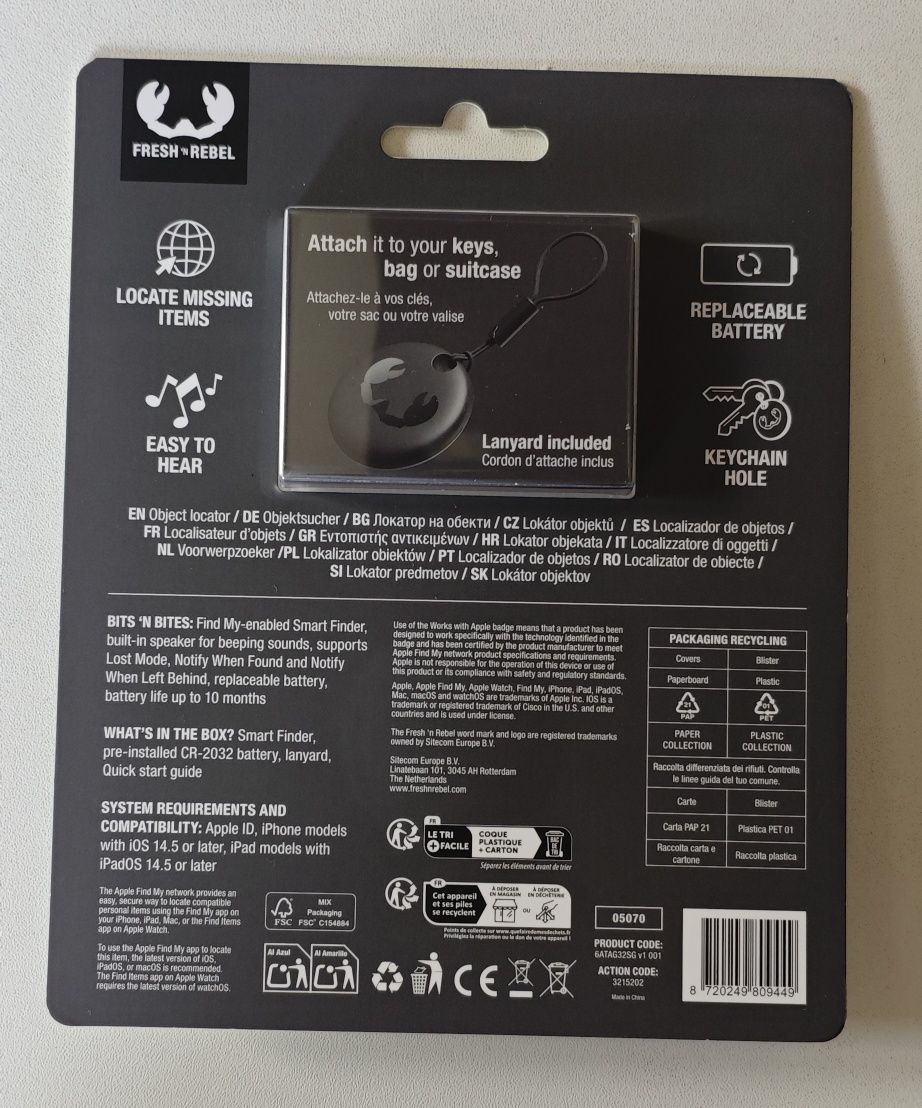 FRESH 'N REBEL
LOCATE MISSING
ITEMS
EASY TO
HEAR
Attach it to your keys,
bag or suitcase
Attachez-le à vos clés,
votre sac ou votre valise
Lanyard included
Cordon d'attache inclus
REPLACEABLE
BATTERY
KEYCHAIN
HOLE
EN Object locator / DE Objektsucher / BG Локатор на обекти / CZ Lokátor objektů / ES Localizador de objetos /
FR Localisateur d'objets / GR Εντοπιστής αντικειμένων / HR Lokator objekata / IT Localizzatore di oggetti /
NL Voorwerpzoeker /PL Lokalizator obiektów / PT Localizador de objetos / RO Localizator de obiecte /
SI Lokator predmetov / SK Lokátor objektov
BITS 'N BITES: Find My-enabled Smart Finder,
built-in speaker for beeping sounds, supports
Lost Mode, Notify When Found and Notify
When Left Behind, replaceable battery,
battery life up to 10 months
WHAT'S IN THE BOX? Smart Finder,
pre-installed CR-2032 battery, lanyard,
Quick start guide
SYSTEM REQUIREMENTS AND
COMPATIBILITY: Apple ID, iPhone models
with iOS 14.5 or later, iPad models with
iPadOS 14.5 or later
The Apple Find My network provides an
easy, secure way to locate compatible
personal items using the Find My app on
your iPhone, iPad, Mac, or the Find Items
app on Apple Watch.
To use the Apple Find My app to locate
this item, the latest version of iOS,
iPadOS, or macOS is recommended.
The Find Items app on Apple Watch
requires the latest version of watchOS.
Use of the Works with Apple badge means that a product has been
designed to work specifically with the technology identified in the
badge and has been certified by the product manufacturer to meet
Apple Find My network product specifications and requirements.
Apple is not responsible for the operation of this device or use of
this product or its compliance with safety and regulatory standards.
Apple, Apple Find My, Apple Watch, Find My, iPhone, iPad, iPadOS,
Mac, macOS and watchOS are trademarks of Apple Inc. IOS is a
trademark or registered trademark of Cisco in the U.S. and other
countries and is used under license.
The Fresh 'n Rebel word mark and logo are registered trademarks
owned by Sitecom Europe B.V.
Sitecom Europe B.V.
Linatebaan 101, 3045 AH Rotterdam
The Netherlands
www.freshnrebel.com
PACKAGING RECYCLING
Covers Blister
Paperboard Plastic
21 01
PAP PET
PAPER PLASTIC
COLLECTION COLLECTION
Raccolta differenziata dei rifiuti. Controlla
le linee guida del tuo comune.
Carte Blister
Carta PAP 21 Plastica PET 01
Raccolta carta e Raccolta plastica
cartone
FR
LE TRI
+ FACILE
COQUE
PLASTIQUE
+ CARTON
BAC
DE
TRI
Séparez les éléments avant de trier
FR
Cet appareil
et ses piles
se recyclent
À DÉPOSER
EN MAGASIN
OU
À DÉPOSER
EN DÉCHÈTERIE
Points de collecte sur www.quefairedemesdechets.fr
Privilégiez la réparation ou le don de votre appareil !
FSC
MIX
Packaging
FSC® C154884
Al Azul
Al Amarillo
CE
05070
PRODUCT CODE:
6ATAG32SG v1 001
ACTION CODE:
3215202
Made in China
8 720249 809449